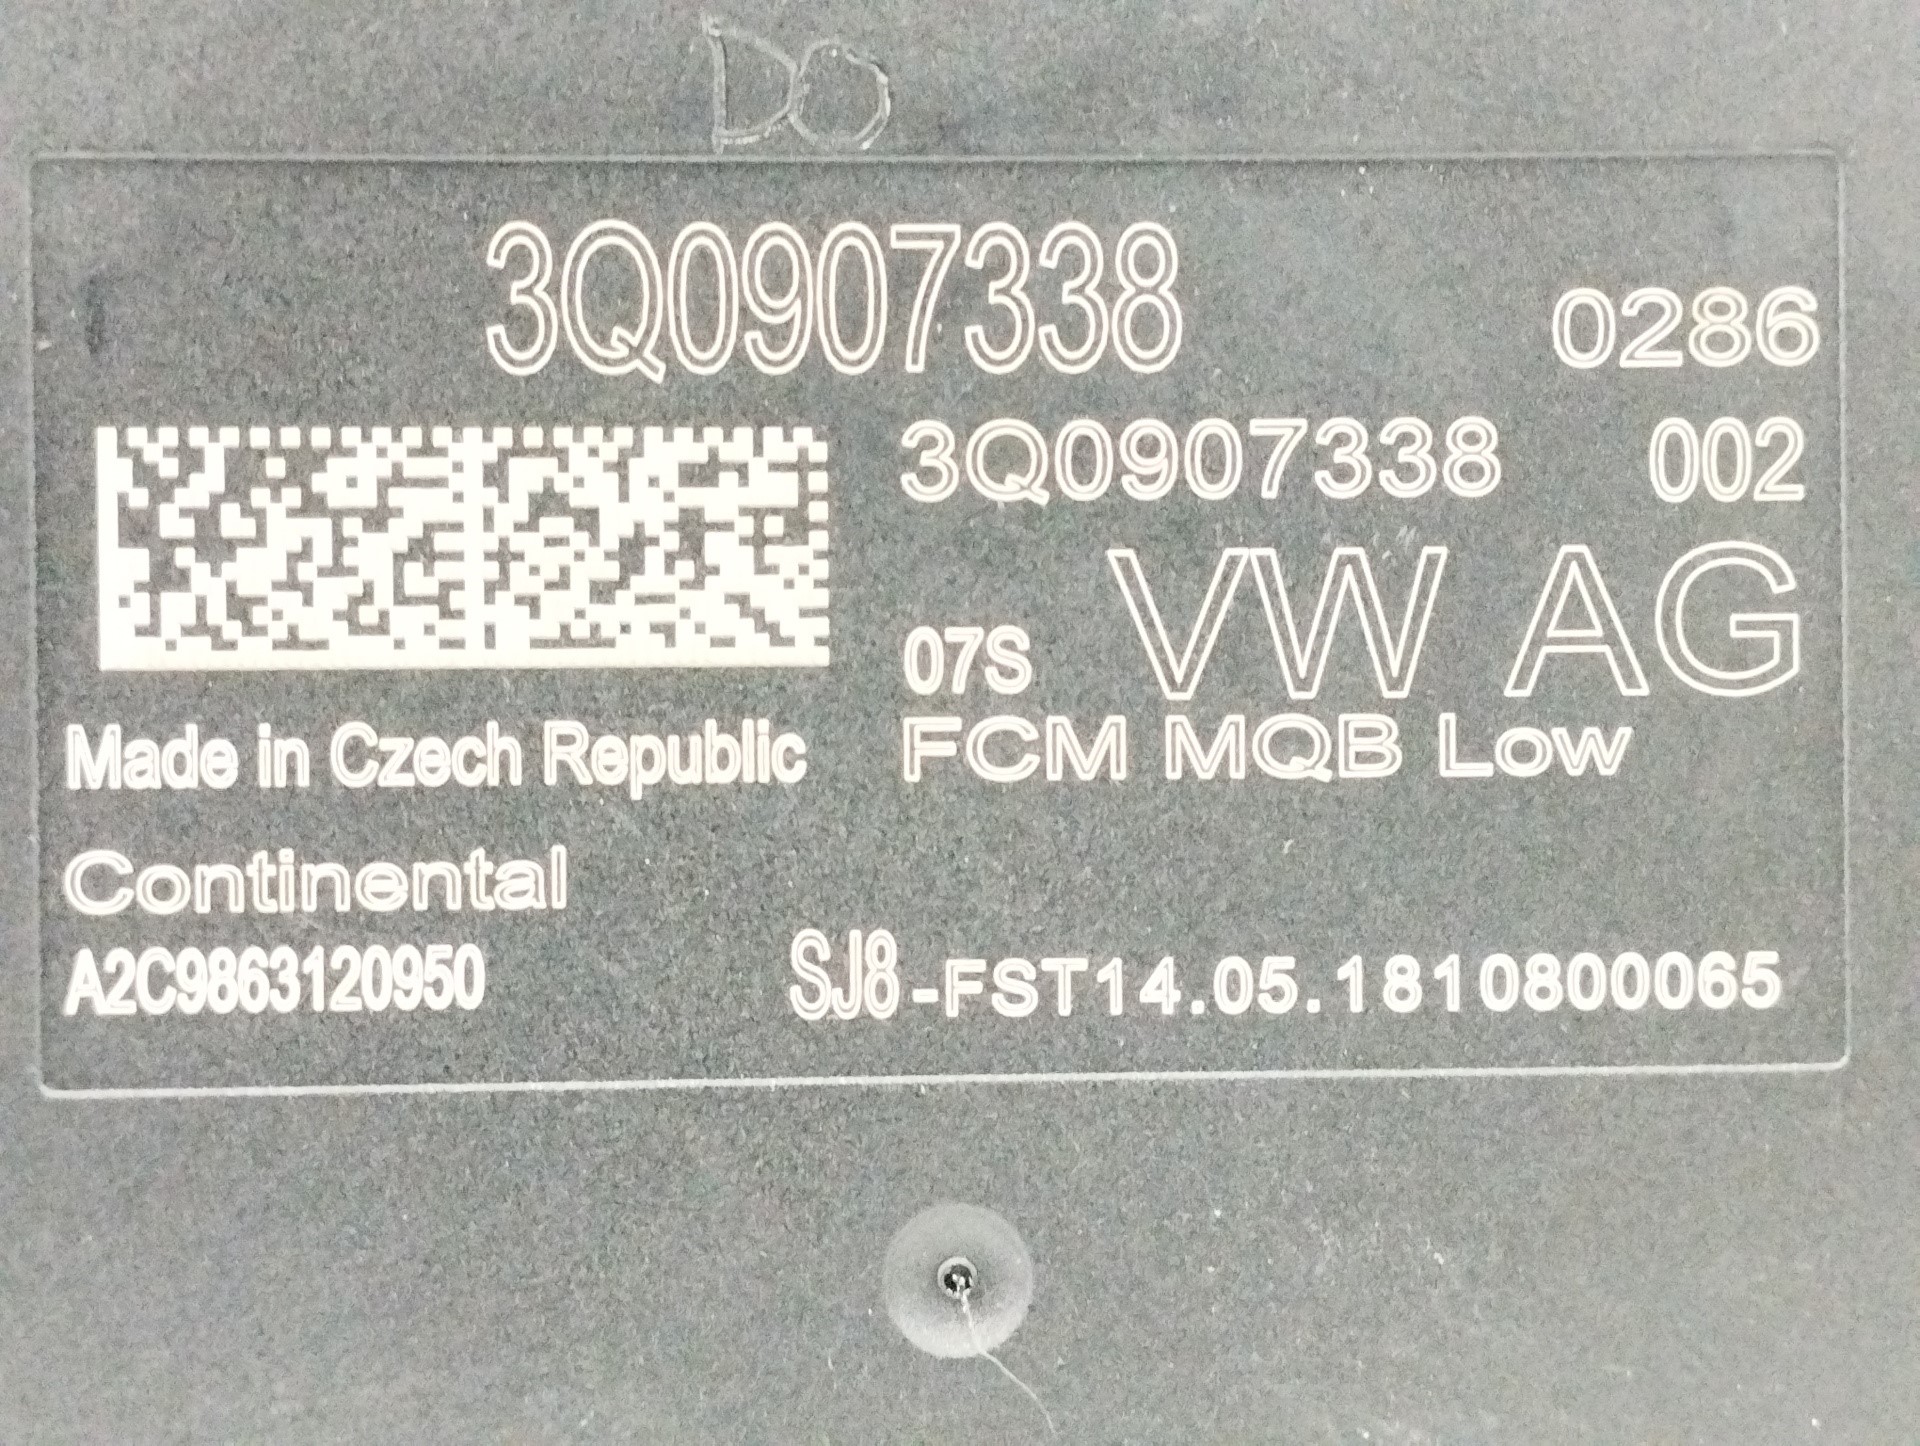 DO
3Q0907338
0286
3Q0907338 002
07S VW AG
Made in Czech Republic
FCM MQB Low
Continental
A2C9863120950
SJ8-FST14.05.1810800065